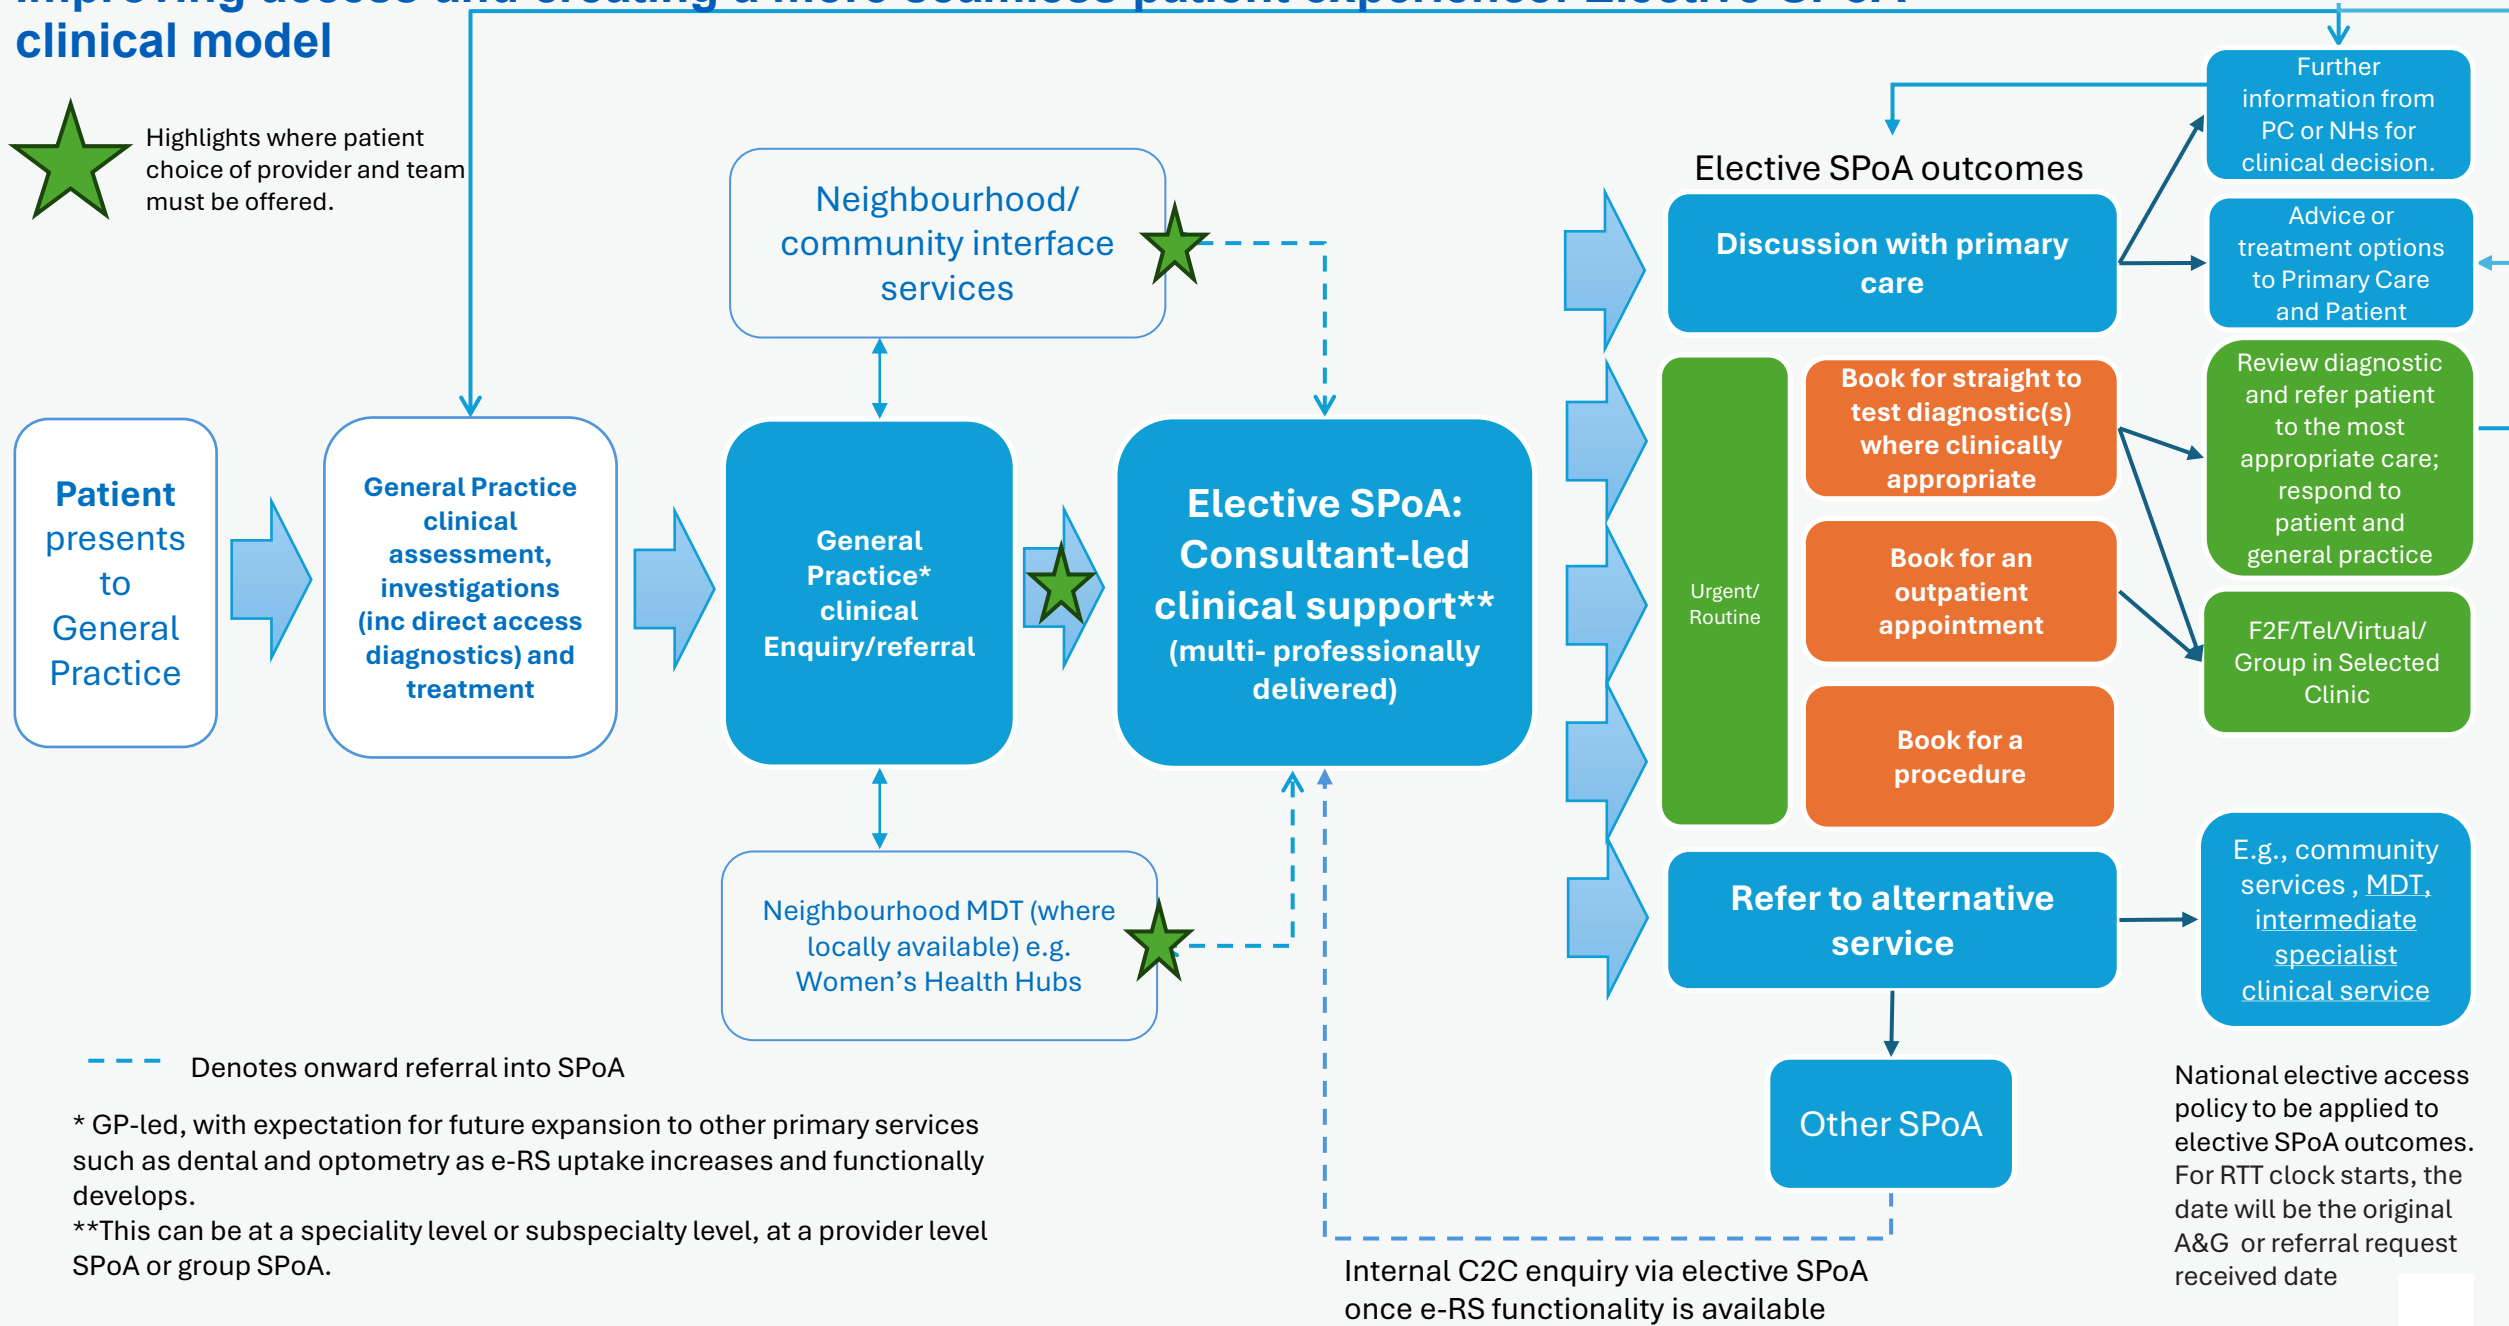 Improving access and creating a more seamless patient experience: Elective SPoA
clinical model
Highlights where patient
choice of provider and team
must be offered.
Patient
presents
to
General
Practice
General Practice
clinical
assessment,
investigations
(inc direct access
diagnostics) and
treatment
Neighbourhood/
community interface
services
General
Practice*
clinical
Enquiry/referral
Neighbourhood MDT (where
locally available) e.g.
Women's Health Hubs
Elective SPoA:
Consultant-led
clinical support**
(multi- professionally
delivered)
Elective SPoA outcomes
Discussion with primary
care
Urgent/
Routine
Book for straight to
test diagnostic(s)
where clinically
appropriate
Book for an
outpatient
appointment
Book for a
procedure
Refer to alternative
service
Other SPoA
Further
information from
PC or NHs for
clinical decision.
Advice or
treatment options
to Primary Care
and Patient
Review diagnostic
and refer patient
to the most
appropriate care;
respond to
patient and
general practice
F2F/Tel/Virtual/
Group in Selected
Clinic
E.g., community
services , MDT,
intermediate
specialist
clinical service
Denotes onward referral into SPoA
* GP-led, with expectation for future expansion to other primary services
such as dental and optometry as e-RS uptake increases and functionally
develops.
**This can be at a speciality level or subspecialty level, at a provider level
SPoA or group SPoA.
Internal C2C enquiry via elective SPoA
once e-RS functionality is available
National elective access
policy to be applied to
elective SPoA outcomes.
For RTT clock starts, the
date will be the original
A&G or referral request
received date